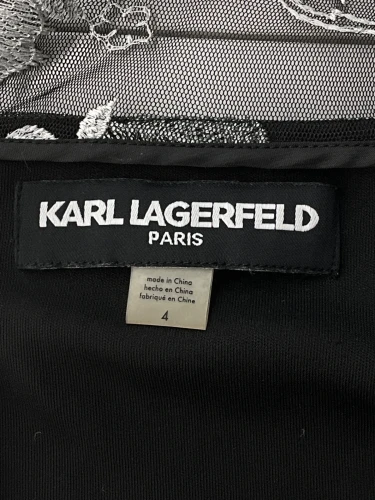 KARL LAGERFELD
PARIS
made in China
hecho en China
fabriqué en Chine
4